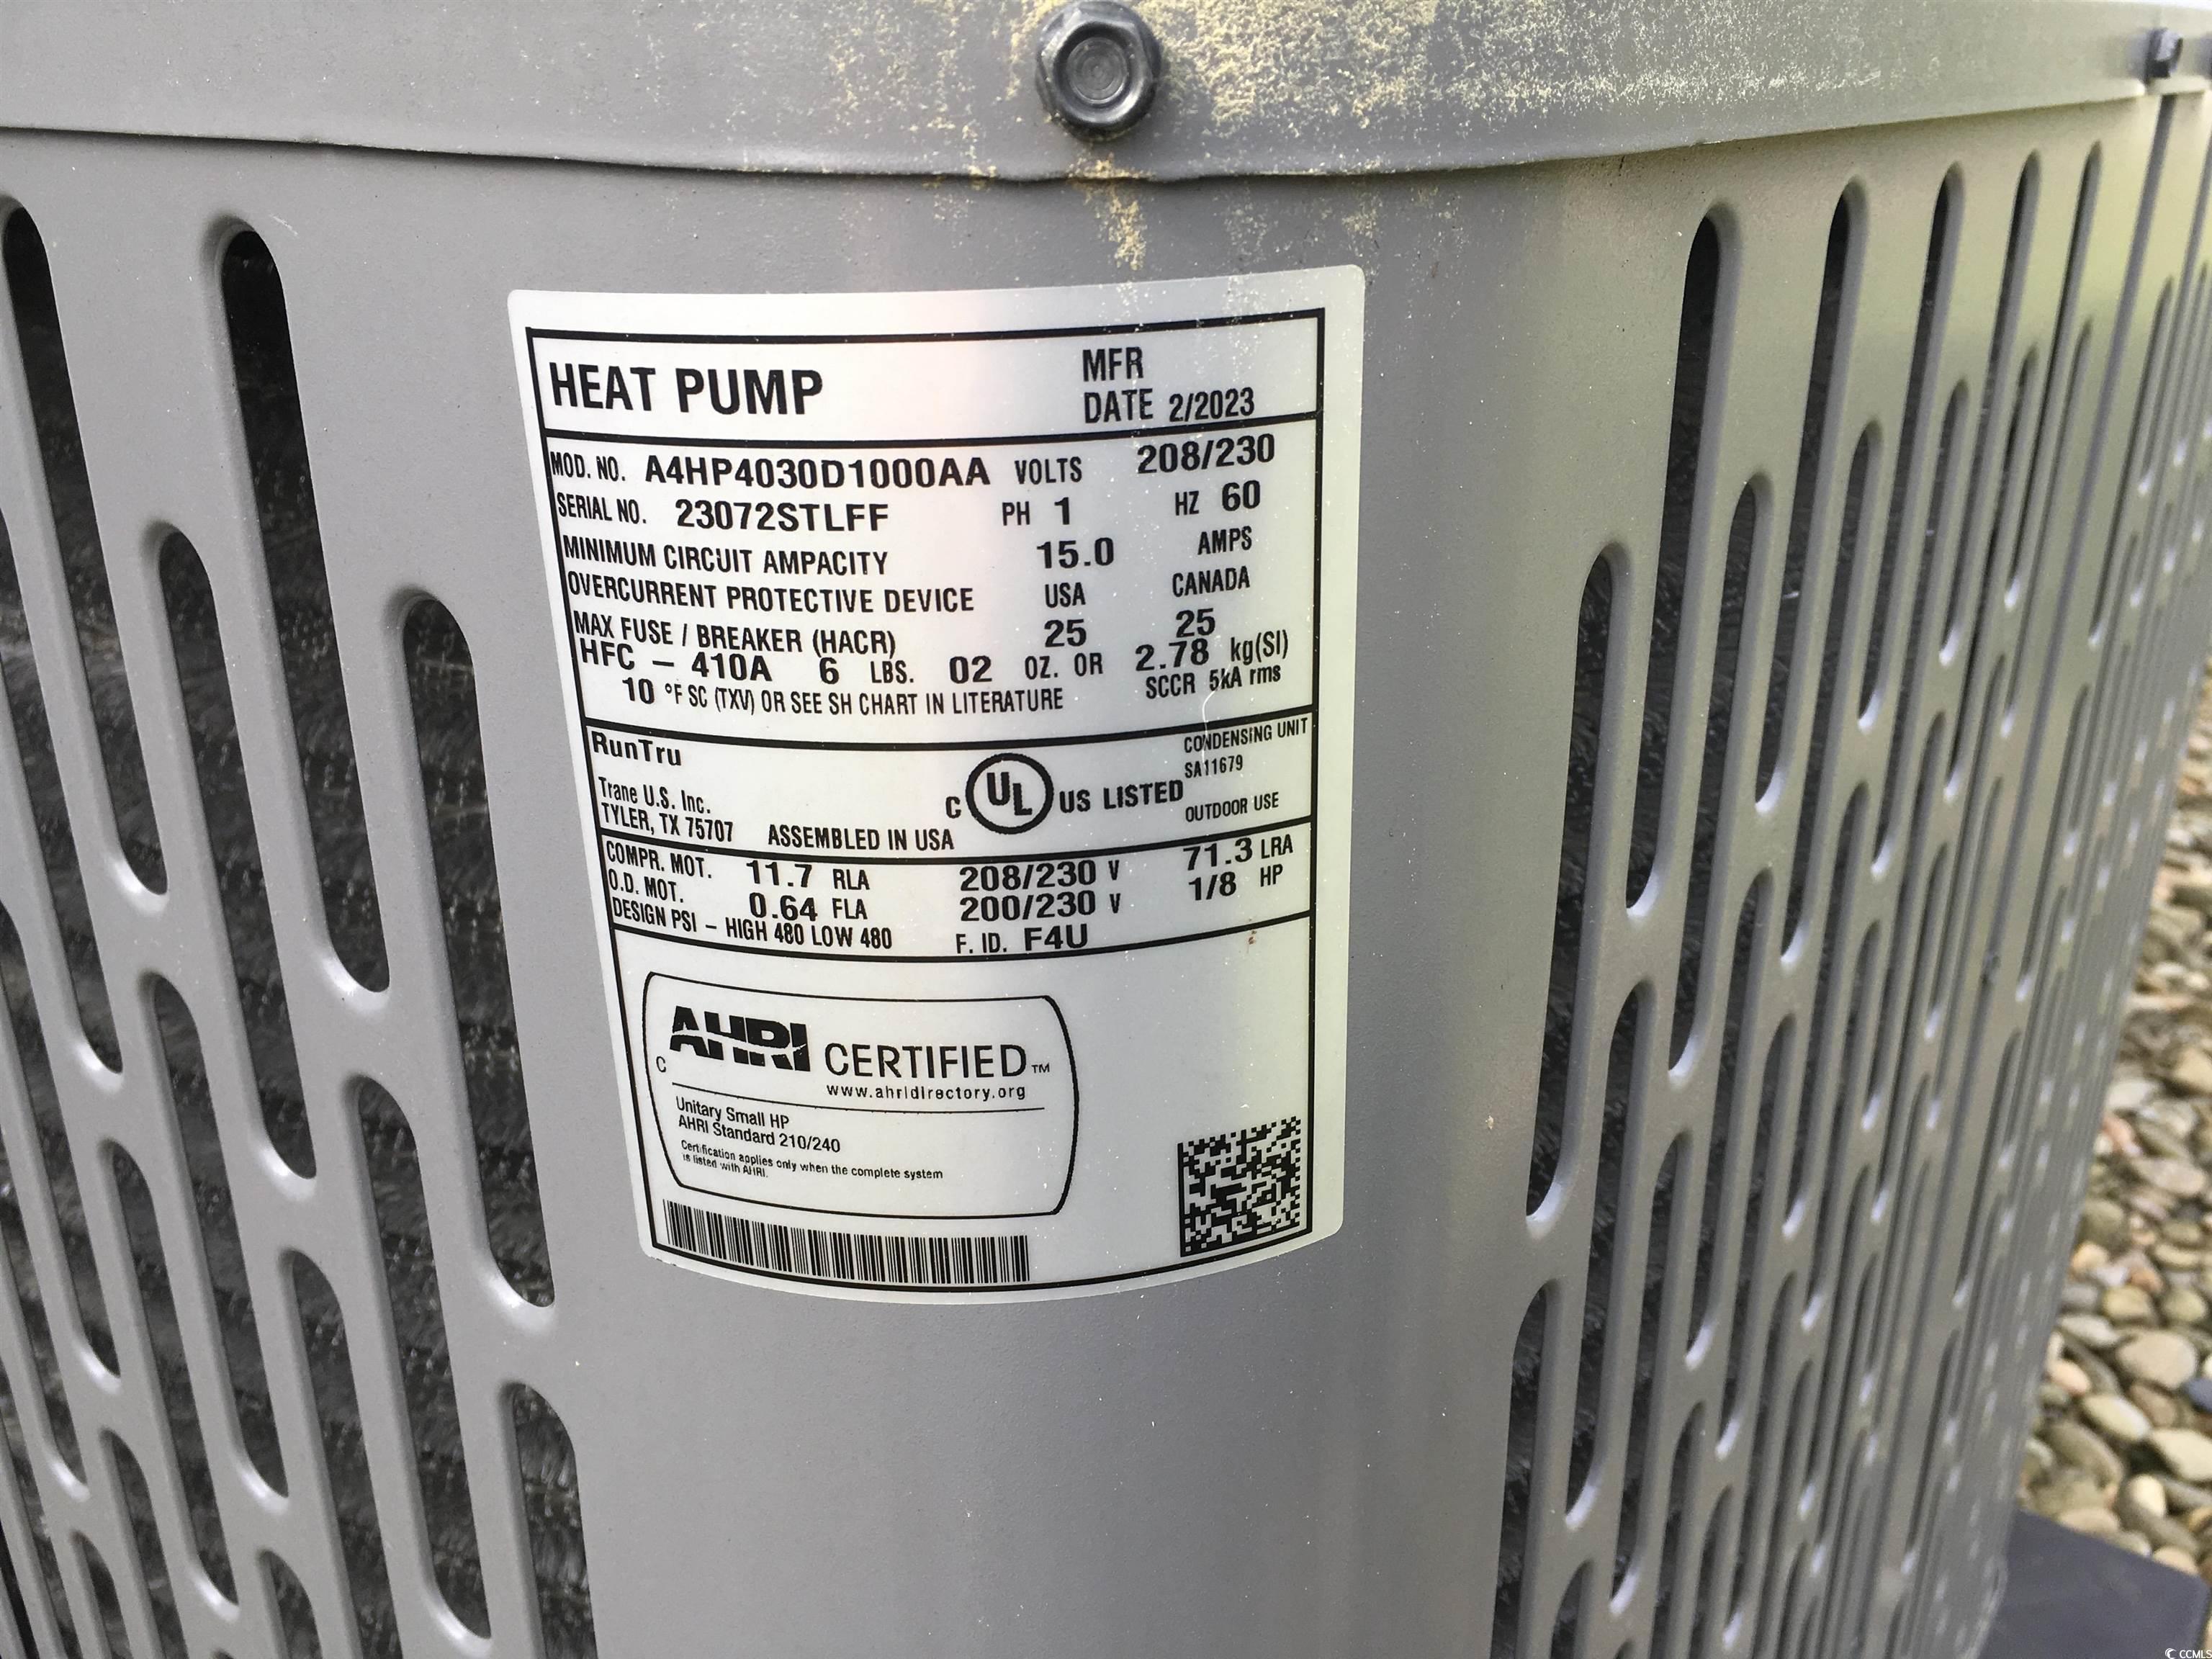 HEAT PUMP
MFR
DATE 2/2023
MOD. NO. A4HP4030D1000AA VOLTS 208/230
SERIAL NO. 23072STLFF PH 1 HZ 60
MINIMUM CIRCUIT AMPACITY 15.0 AMPS
OVERCURRENT PROTECTIVE DEVICE USA CANADA
MAX FUSE / BREAKER (HACR) 25 25
HFC - 410A 6 LBS. 02 OZ. OR 2.78 kg(SI)
10 °F SC (TXV) OR SEE SH CHART IN LITERATURE SCCR 5kA rms
RunTru
Trane U.S. Inc.
TYLER, TX 75707 ASSEMBLED IN USA
C UL US LISTED
CONDENSING UNIT
SA11679
OUTDOOR USE
COMPR. MOT. 11.7 RLA 208/230 V 71.3 LRA
O.D. MOT. 0.64 FLA 200/230 V 1/8 HP
DESIGN PSI - HIGH 480 LOW 480 F. ID. F4U
C AHRI CERTIFIED™
www.ahridirectory.org
Unitary Small HP
AHRI Standard 210/240
Certification applies only when the complete system
is listed with AHRI.
CCMLS